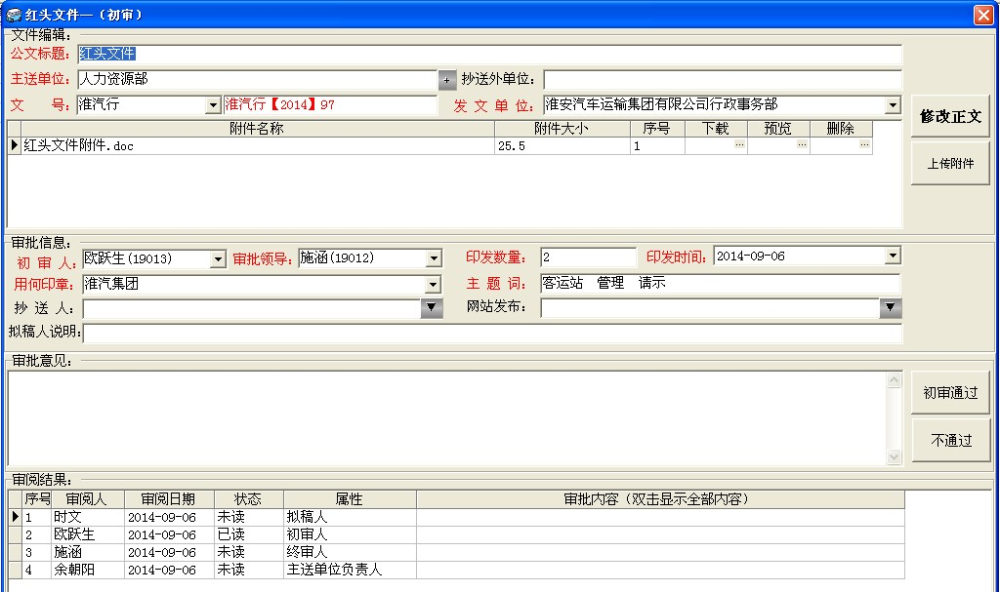 红头文件—（初审）
文件编辑:
公文标题: 红头文件
主送单位: 人力资源部 + 抄送外单位:
文 号: 淮汽行 淮汽行【2014】97 发 文 单 位: 淮安汽车运输集团有限公司行政事务部
修改正文
附件名称 附件大小 序号 下载 预览 删除
红头文件附件.doc 25.5 1 ... ... ...
上传附件
审批信息:
初 审 人: 欧跃生(19013) 审批领导: 施涵(19012) 印发数量: 2 印发时间: 2014-09-06
用何印章: 淮汽集团 主 题 词: 客运站 管理 请示
抄 送 人: 网站发布:
拟稿人说明:
审批意见:
初审通过
不通过
审阅结果:
序号 审阅人 审阅日期 状态 属性 审批内容（双击显示全部内容）
1 时文 2014-09-06 未读 拟稿人
2 欧跃生 2014-09-06 已读 初审人
3 施涵 2014-09-06 未读 终审人
4 余朝阳 2014-09-06 未读 主送单位负责人